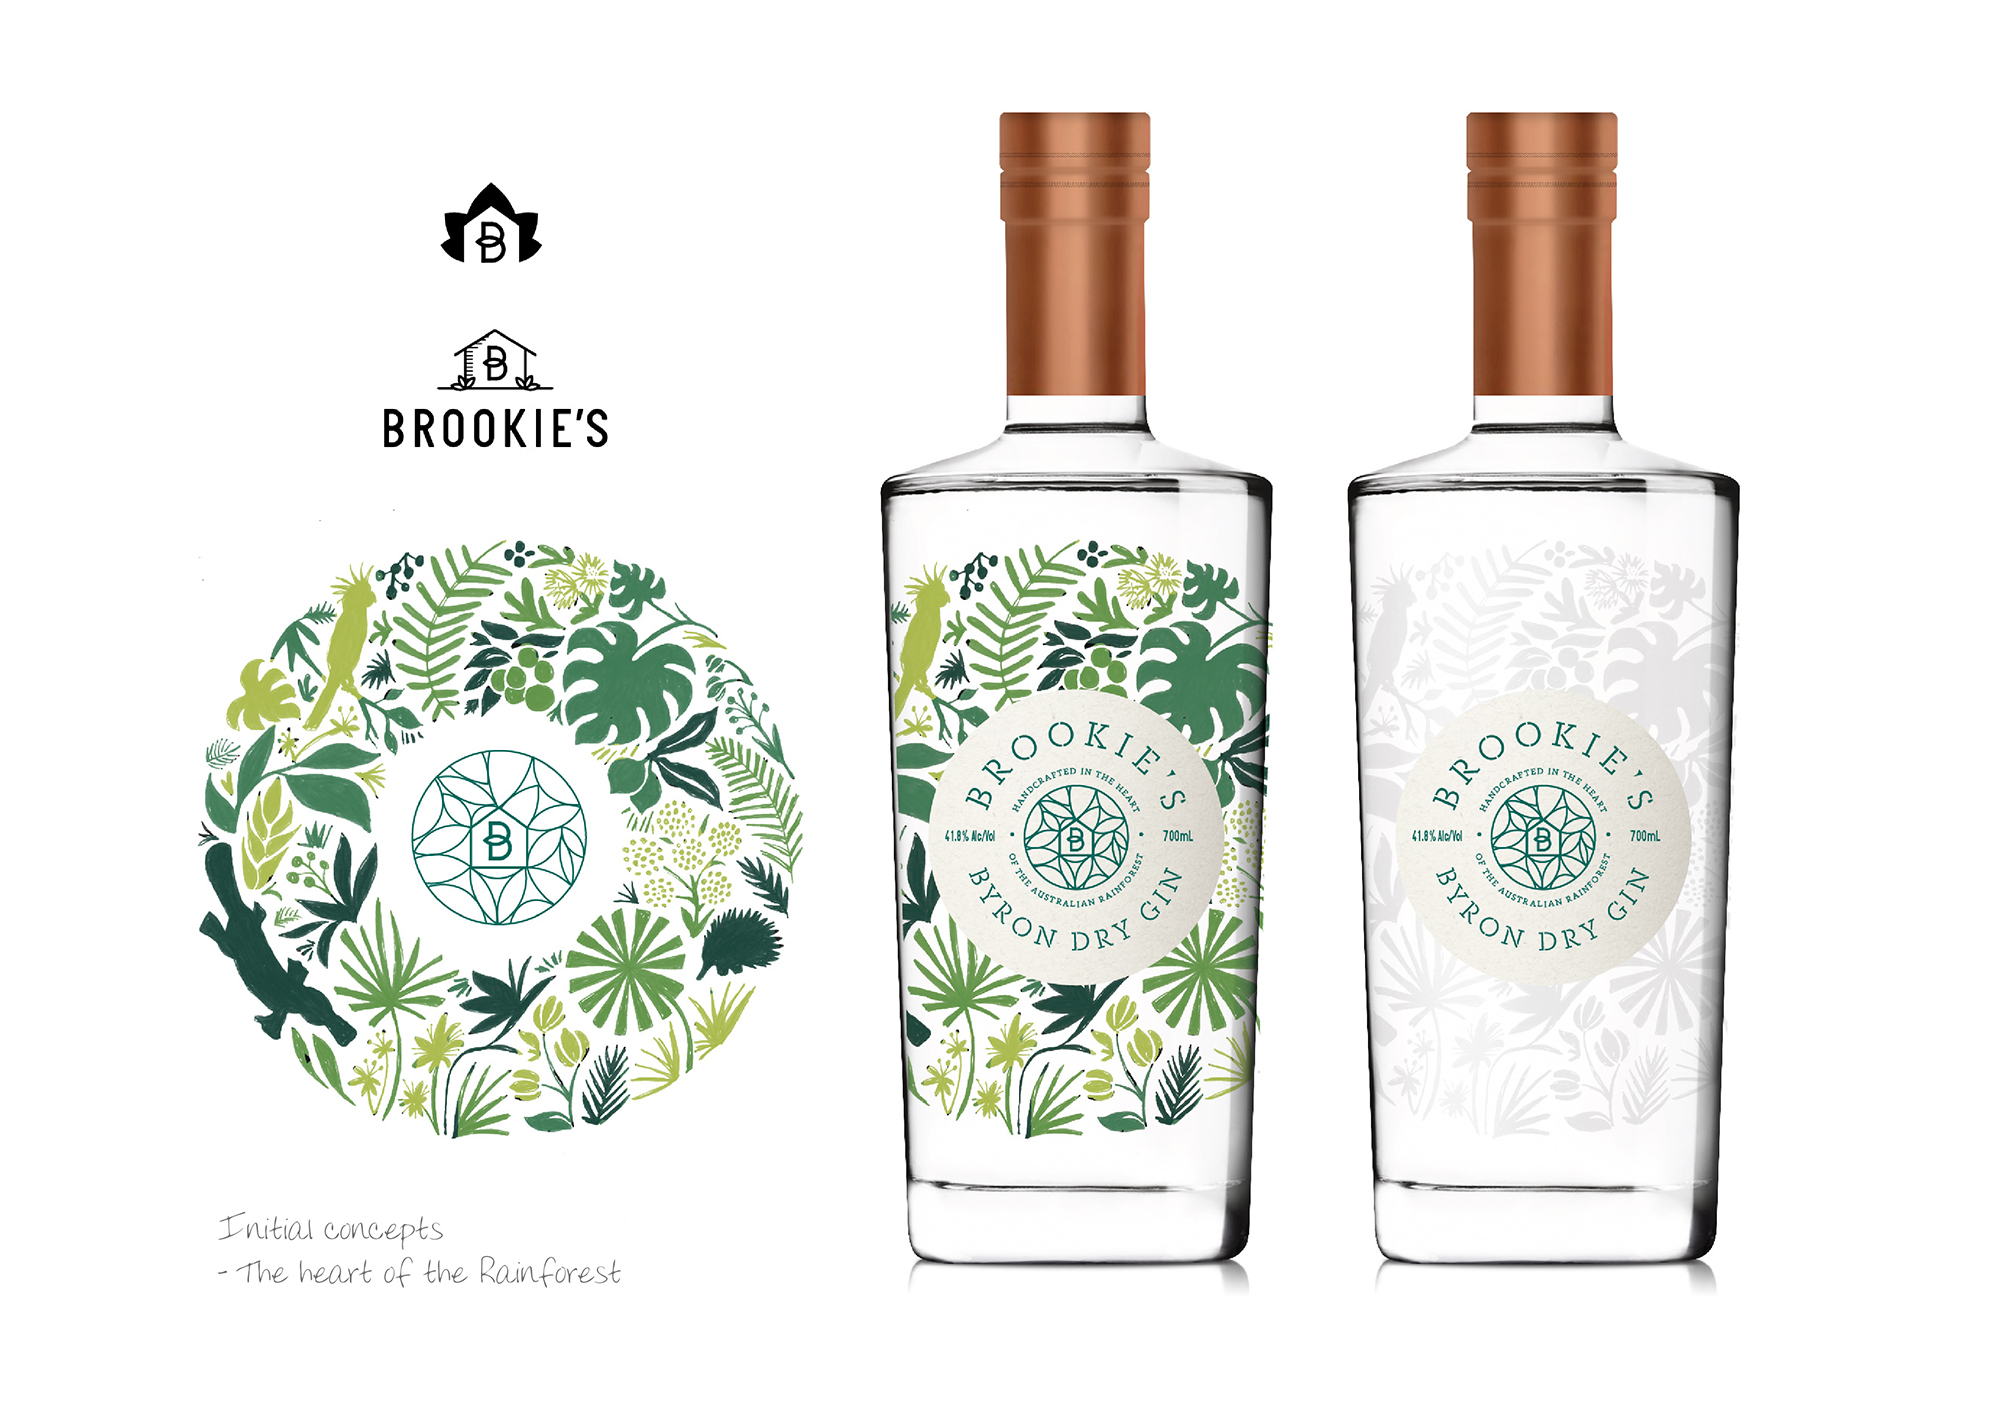 B
B
BROOKIE'S
B
Initial concepts
- The heart of the Rainforest
BROOKIE'S
HANDCRAFTED IN THE HEART
41.8% Alc/Vol • B • 700mL
OF THE AUSTRALIAN RAINFOREST
BYRON DRY GIN
BROOKIE'S
HANDCRAFTED IN THE HEART
41.8% Alc/Vol • B • 700mL
OF THE AUSTRALIAN RAINFOREST
BYRON DRY GIN